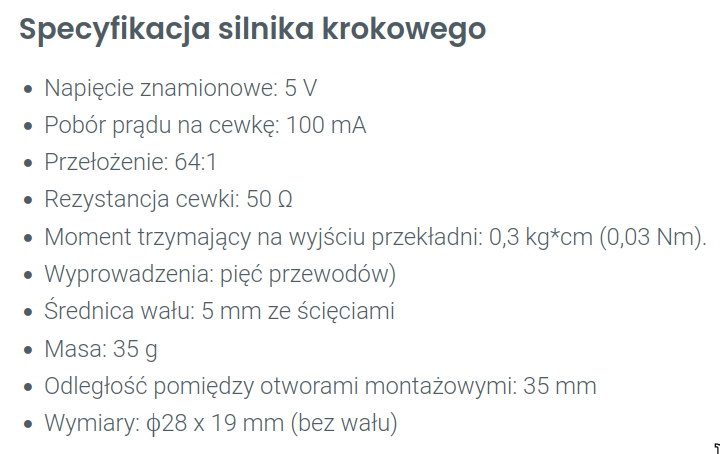 Specyfikacja silnika krokowego
• Napięcie znamionowe: 5 V
• Pobór prądu na cewkę: 100 mA
• Przełożenie: 64:1
• Rezystancja cewki: 50 Ω
• Moment trzymający na wyjściu przekładni: 0,3 kg*cm (0,03 Nm).
• Wyprowadzenia: pięć przewodów)
• Średnica wału: 5 mm ze ścięciami
• Masa: 35 g
• Odległość pomiędzy otworami montażowymi: 35 mm
• Wymiary: ϕ28 x 19 mm (bez wału)